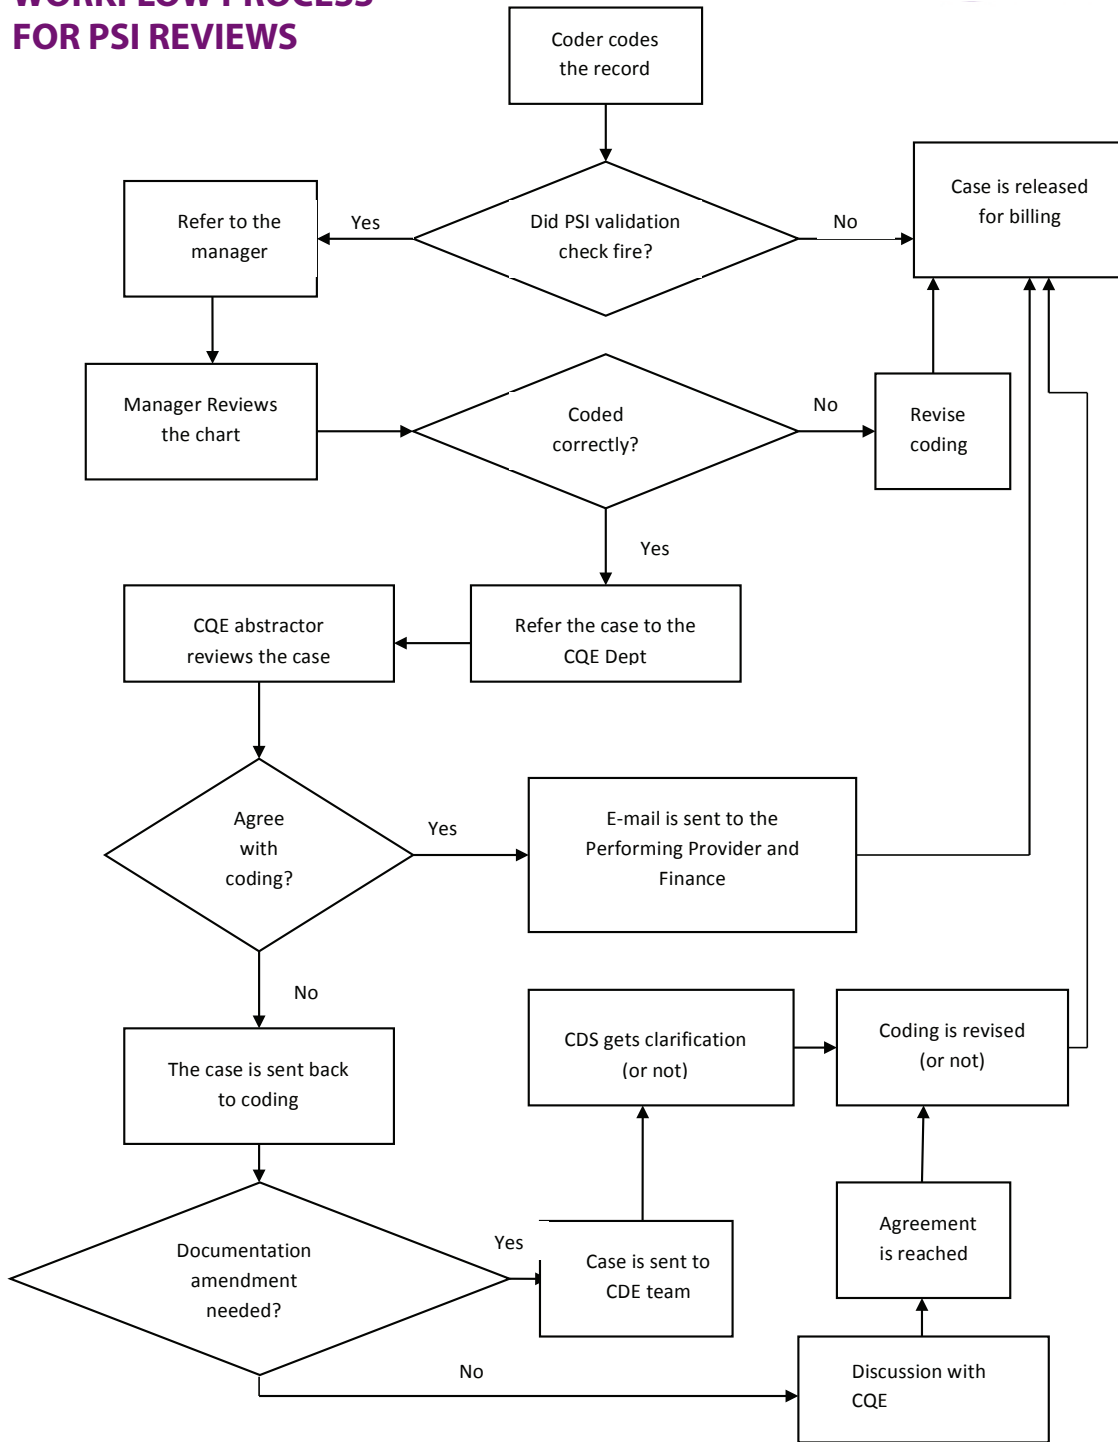 WORKFLOW PROCESS
FOR PSI REVIEWS
Coder codes
the record
Did PSI validation
check fire?
Yes
No
Refer to the
manager
Case is released
for billing
Manager Reviews
the chart
Coded
correctly?
No
Revise
coding
Yes
CQE abstractor
reviews the case
Refer the case to the
CQE Dept
Agree
with
coding?
Yes
E-mail is sent to the
Performing Provider and
Finance
No
The case is sent back
to coding
CDS gets clarification
(or not)
Coding is revised
(or not)
Documentation
amendment
needed?
Yes
Case is sent to
CDE team
Agreement
is reached
No
Discussion with
CQE